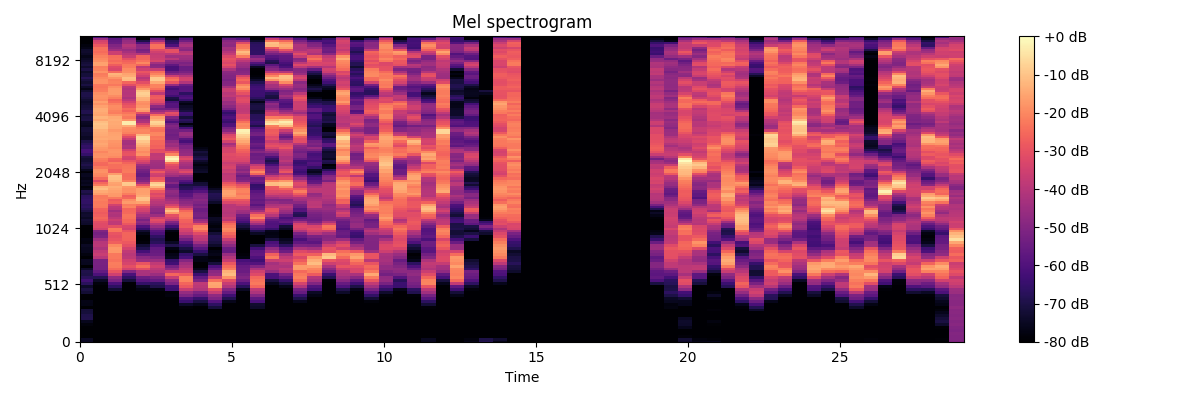 Mel spectrogram
Hz
8192
4096
2048
1024
512
0
0 5 10 15 20 25
Time
+0 dB
-10 dB
-20 dB
-30 dB
-40 dB
-50 dB
-60 dB
-70 dB
-80 dB